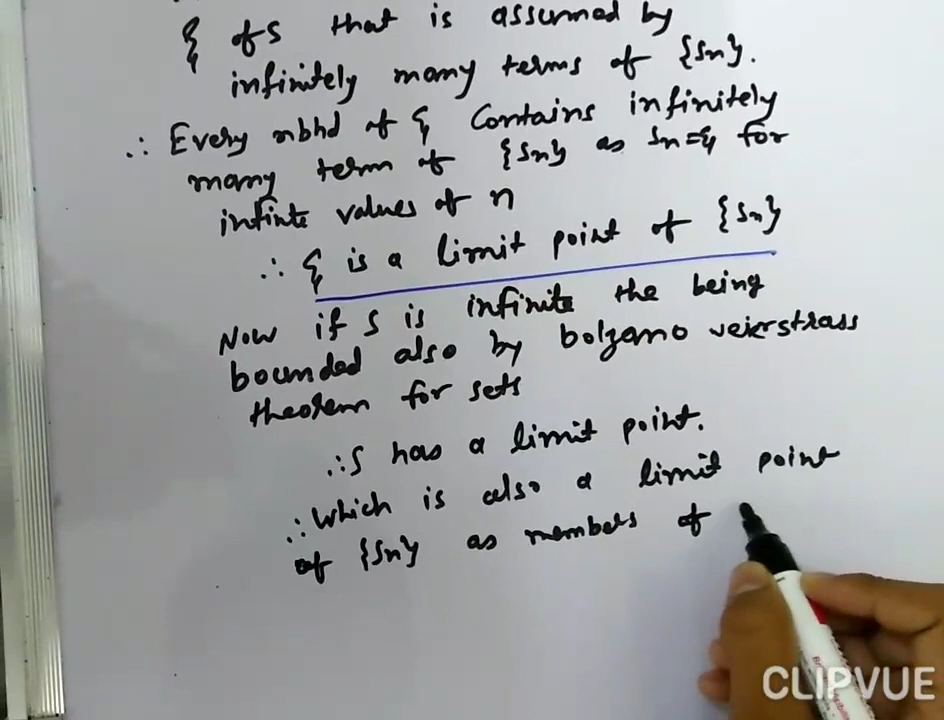 ξ of S that is assumed by
infinitely many terms of {Sn}.
∴ Every nbhd of ξ Contains infinitely
many term of {Sn} as Sn=ξ for
infinte values of n
∴ ξ is a limit point of {Sn}
Now if S is infinite the being
bounded also by bolzano veierstrass
theorem for sets
∴ S has a limit point.
∴ which is also a limit point
of {Sn} as members of
CLIPVUE